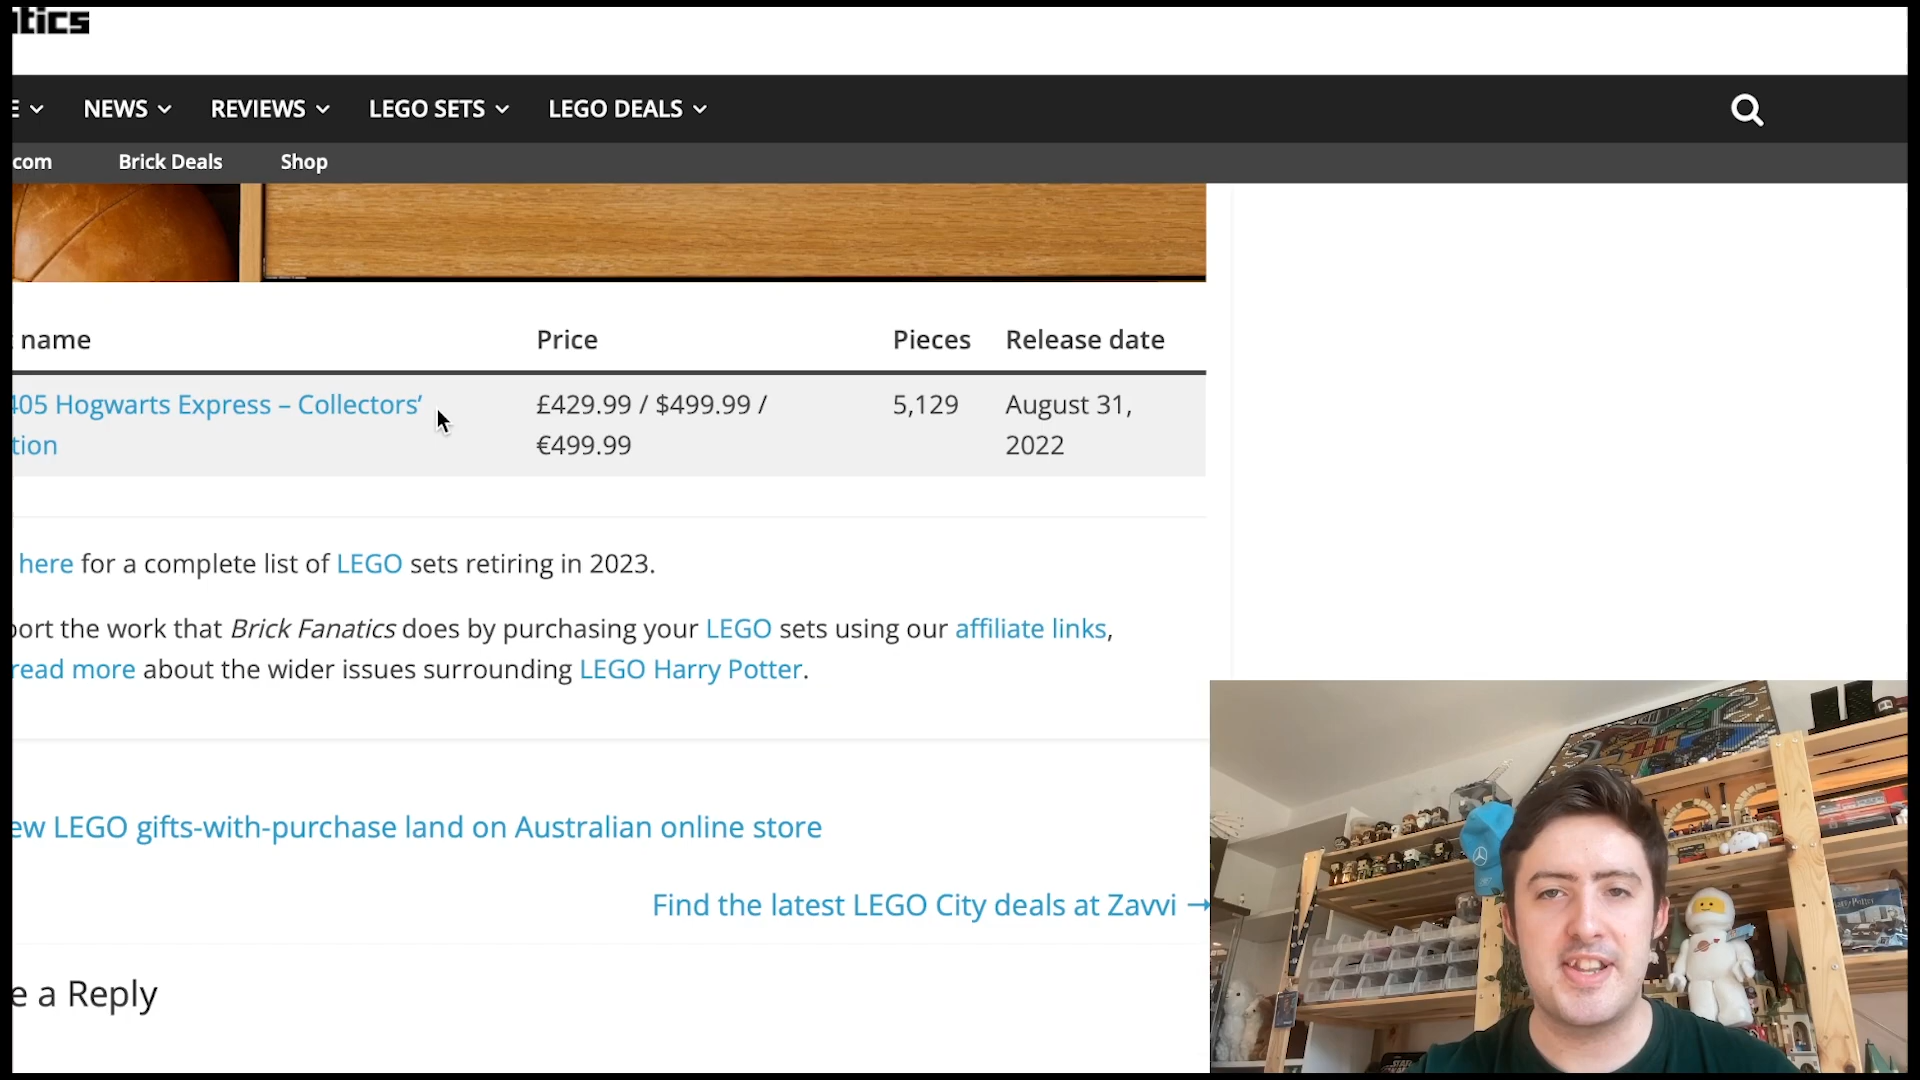 tics
E NEWS REVIEWS LEGO SETS LEGO DEALS
com Brick Deals Shop
name Price Pieces Release date
405 Hogwarts Express – Collectors’ £429.99 / $499.99 / 5,129 August 31,
tion €499.99 2022
here for a complete list of LEGO sets retiring in 2023.
ort the work that Brick Fanatics does by purchasing your LEGO sets using our affiliate links,
read more about the wider issues surrounding LEGO Harry Potter.
ew LEGO gifts-with-purchase land on Australian online store
Find the latest LEGO City deals at Zavvi →
e a Reply